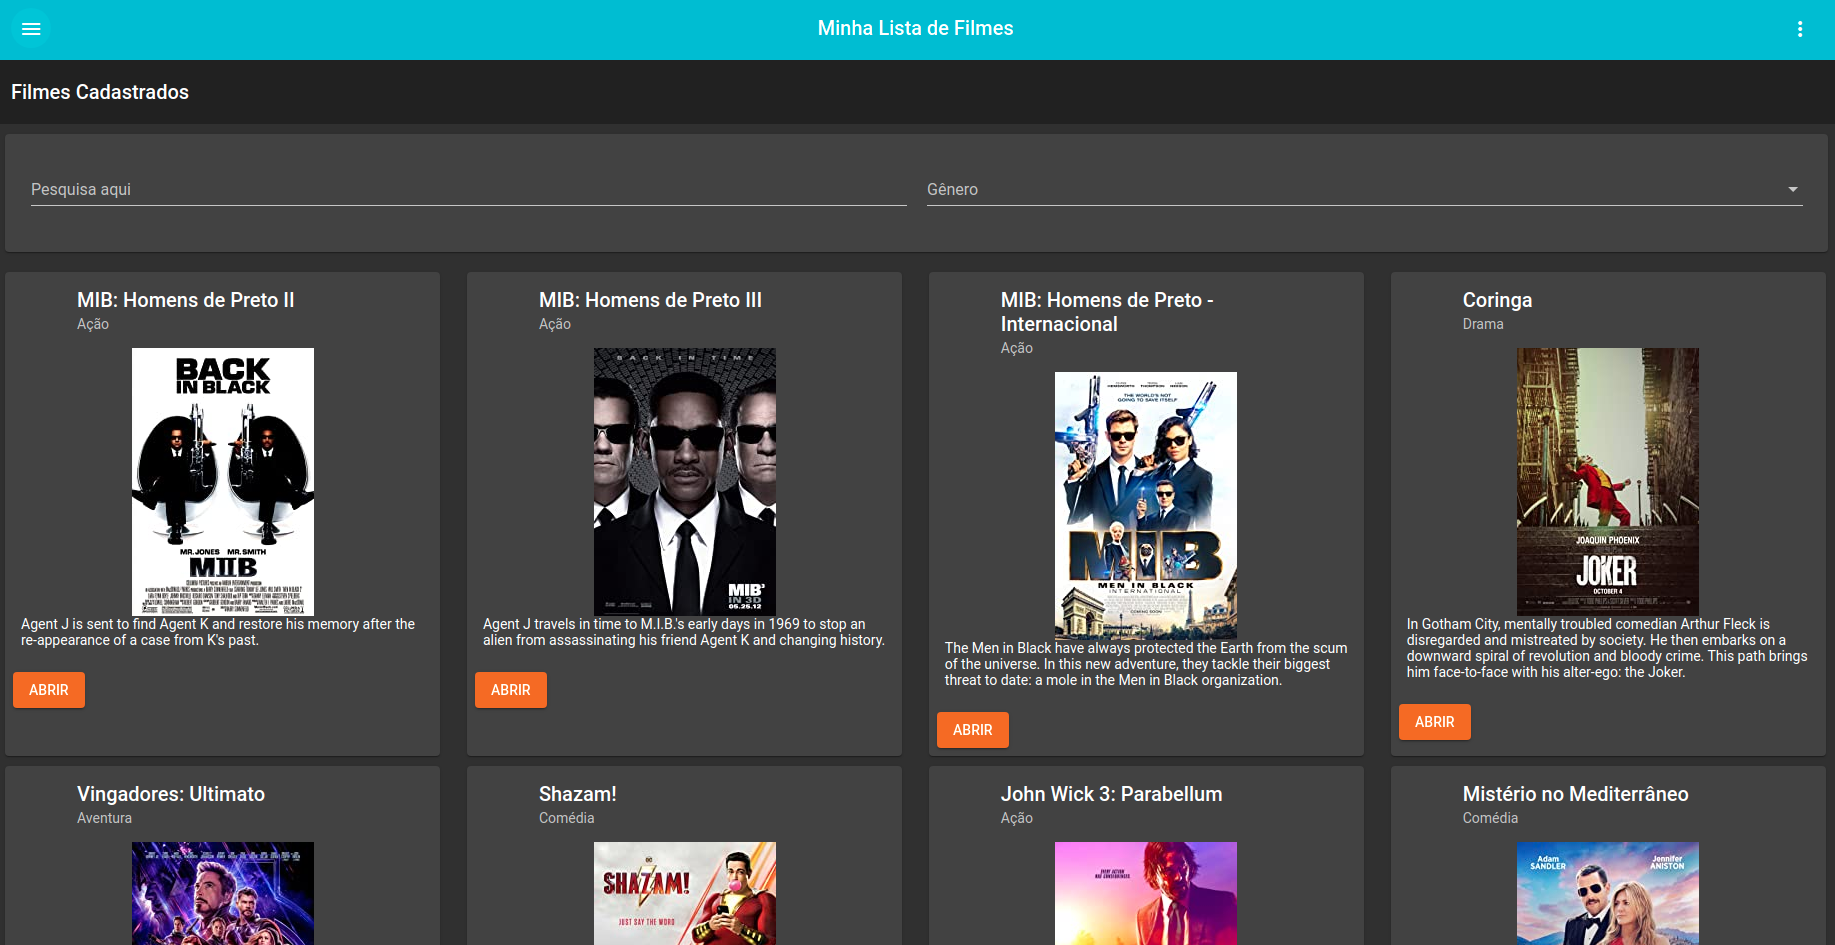 Minha Lista de Filmes
Filmes Cadastrados
Pesquisa aqui
Gênero
MIB: Homens de Preto II
Ação
BACK
IN BLACK
MR. JONES MR. SMITH
MIIB
Agent J is sent to find Agent K and restore his memory after the
re-appearance of a case from K's past.
ABRIR
MIB: Homens de Preto III
Ação
BACK IN TIME
MIB³
IN 3D
05.25.12
Agent J travels in time to M.I.B.'s early days in 1969 to stop an
alien from assassinating his friend Agent K and changing history.
ABRIR
MIB: Homens de Preto -
Internacional
Ação
THE WORLD'S NOT
GOING TO SAVE ITSELF
MIB
MEN IN BLACK
INTERNATIONAL
COMING SOON
The Men in Black have always protected the Earth from the scum
of the universe. In this new adventure, they tackle their biggest
threat to date: a mole in the Men in Black organization.
ABRIR
Coringa
Drama
JOAQUIN PHOENIX
JOKER
OCTOBER 4
In Gotham City, mentally troubled comedian Arthur Fleck is
disregarded and mistreated by society. He then embarks on a
downward spiral of revolution and bloody crime. This path brings
him face-to-face with his alter-ego: the Joker.
ABRIR
Vingadores: Ultimato
Aventura
Shazam!
Comédia
SHAZAM!
JUST SAY THE WORD
John Wick 3: Parabellum
Ação
EVERY ACTION
HAS CONSEQUENCES
Mistério no Mediterrâneo
Comédia
Adam
SANDLER
Jennifer
ANISTON